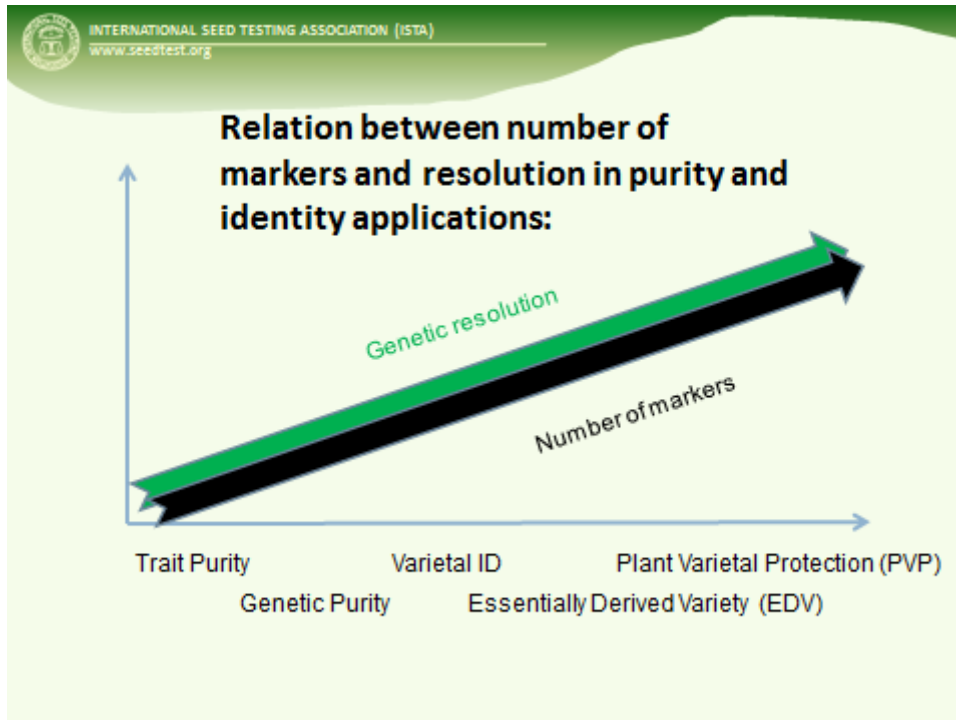 INTERNATIONAL SEED TESTING ASSOCIATION (ISTA)
www.seedtest.org
Relation between number of
markers and resolution in purity and
identity applications:
Genetic resolution
Number of markers
Trait Purity Varietal ID Plant Varietal Protection (PVP)
Genetic Purity Essentially Derived Variety (EDV)